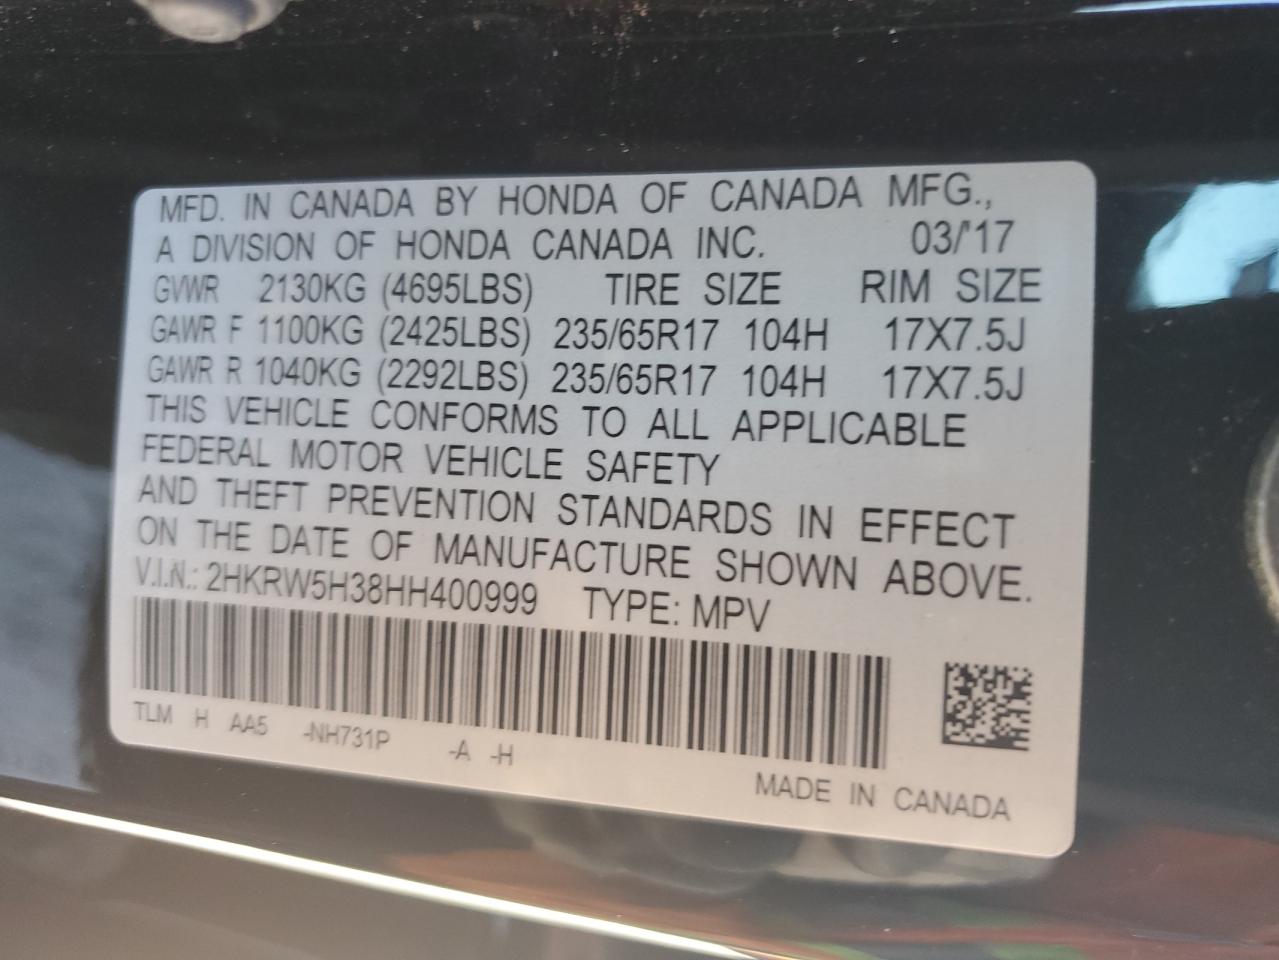 MFD. IN CANADA BY HONDA OF CANADA MFG.,
A DIVISION OF HONDA CANADA INC. 03/'17
GVWR 2130KG (4695LBS) TIRE SIZE RIM SIZE
GAWR F 1100KG (2425LBS) 235/65R17 104H 17X7.5J
GAWR R 1040KG (2292LBS) 235/65R17 104H 17X7.5J
THIS VEHICLE CONFORMS TO ALL APPLICABLE
FEDERAL MOTOR VEHICLE SAFETY
AND THEFT PREVENTION STANDARDS IN EFFECT
ON THE DATE OF MANUFACTURE SHOWN ABOVE.
V.I.N.: 2HKRW5H38HH400999 TYPE: MPV
TLM H AA5 -NH731P -A -H
MADE IN CANADA